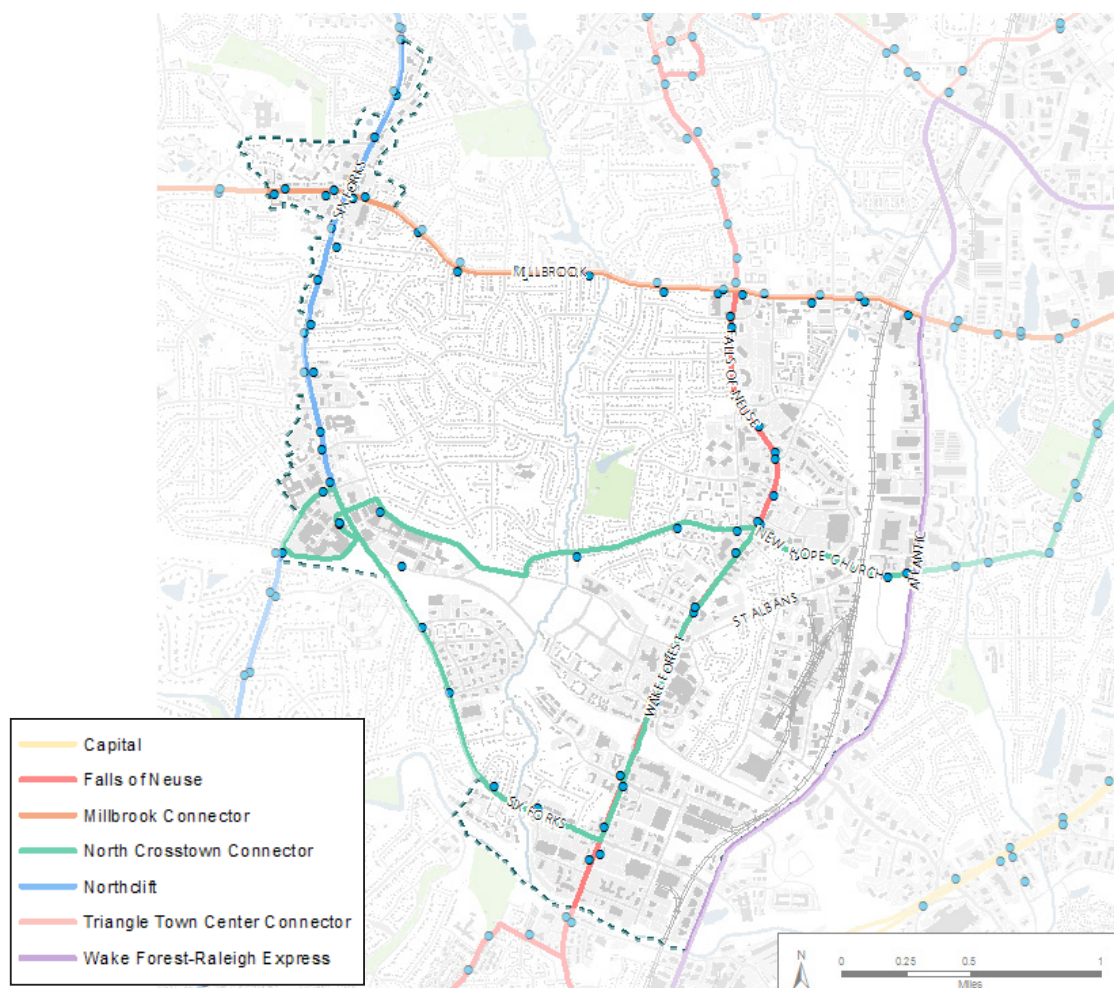 SIX FORKS
MILLBROOK
FALLS OF NEUSE
NEW HOPE CHURCH
ATLANTIC
ST ALBANS
WAKE FOREST
SIX FORKS
Capital
Falls of Neuse
Millbrook Connector
North Crosstown Connector
Northclift
Triangle Town Center Connector
Wake Forest-Raleigh Express
N
0 0.25 0.5 1
Miles